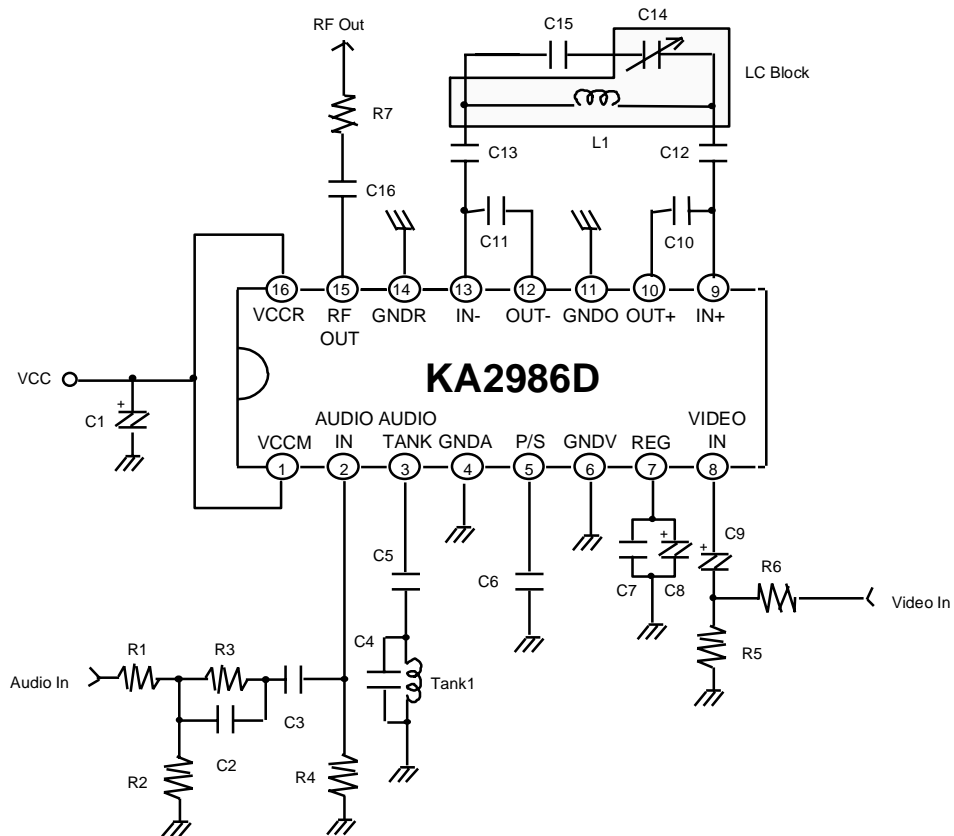 RF Out
C15
C14
LC Block
R7
L1
C13
C12
C16
C11
C10
16
15
14
13
12
11
10
9
VCCR
RF
OUT
GNDR
IN-
OUT-
GNDO
OUT+
IN+
KA2986D
VCC
+
C1
VCCM
AUDIO
IN
AUDIO
TANK
GNDA
P/S
GNDV
REG
VIDEO
IN
1
2
3
4
5
6
7
8
C5
C6
+
C7
C8
+
C9
R6
Video In
R5
C4
Tank1
Audio In
R1
R3
C3
C2
R2
R4